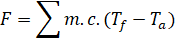 F = ∑ m.c.(T_f − T_a)